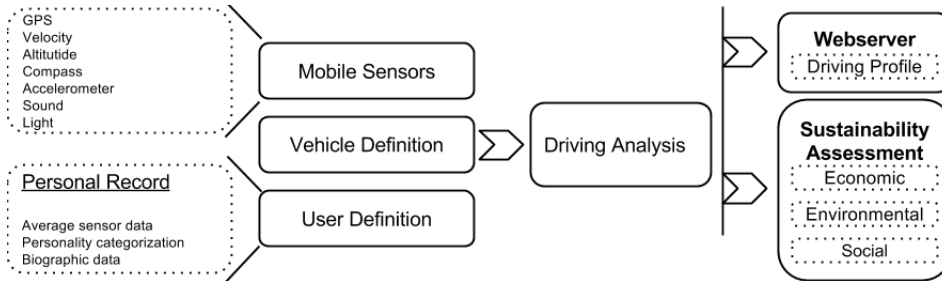 GPS
Velocity
Altitutide
Compass
Accelerometer
Sound
Light
Personal Record
Average sensor data
Personality categorization
Biographic data
Mobile Sensors
Vehicle Definition
User Definition
Driving Analysis
Webserver
Driving Profile
Sustainability
Assessment
Economic
Environmental
Social